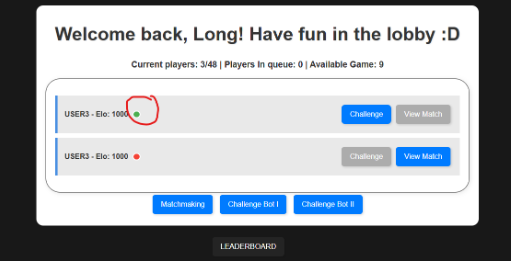 Welcome back, Long! Have fun in the lobby :D
Current players: 3/48 | Players In queue: 0 | Available Game: 9
USER3 - Elo: 1000 Challenge View Match
USER3 - Elo: 1000 Challenge View Match
Matchmaking Challenge Bot I Challenge Bot II
LEADERBOARD